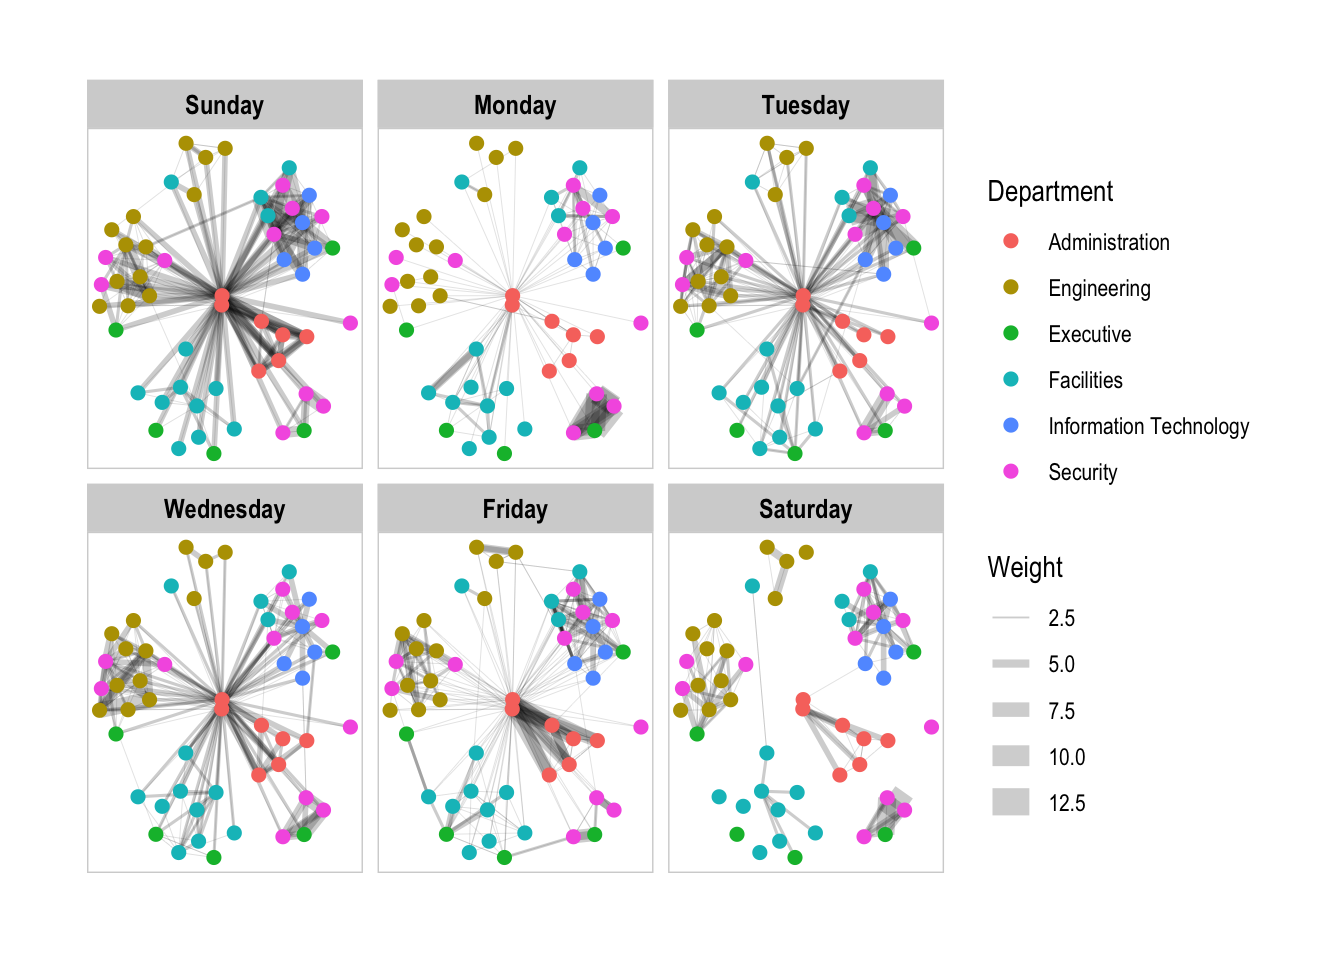 Sunday
Monday
Tuesday
Wednesday
Friday
Saturday
Department
Administration
Engineering
Executive
Facilities
Information Technology
Security
Weight
2.5
5.0
7.5
10.0
12.5